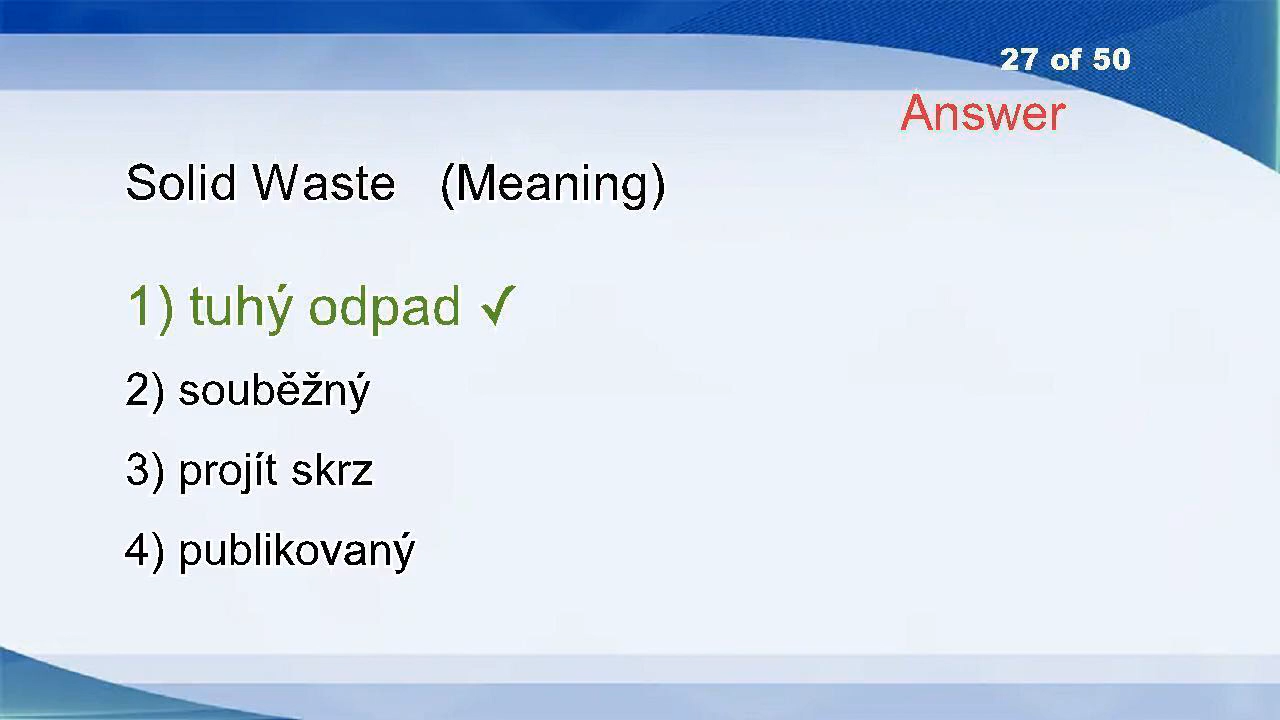 27 of 50
Answer
Solid Waste (Meaning)
1) tuhý odpad ✓
2) souběžný
3) projít skrz
4) publikovaný